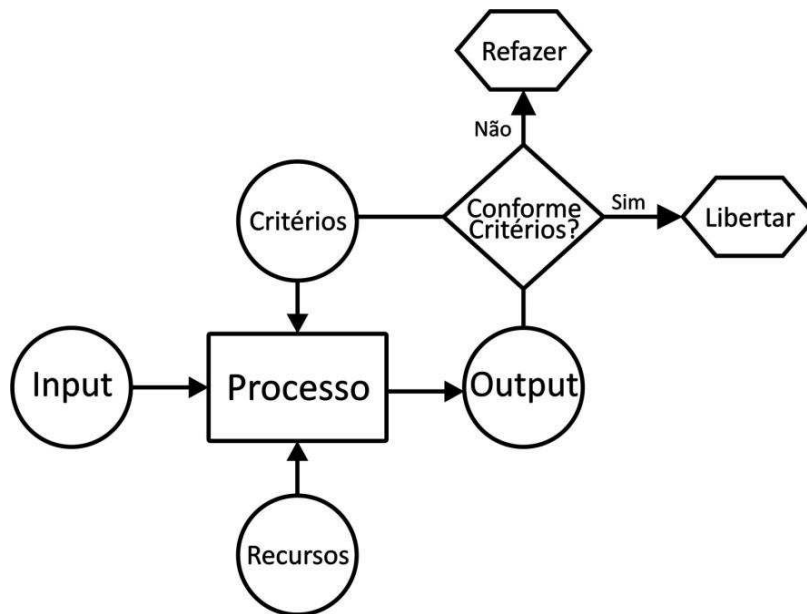 Refazer
Não
Critérios
Conforme
Critérios?
Sim
Libertar
Input
Processo
Output
Recursos